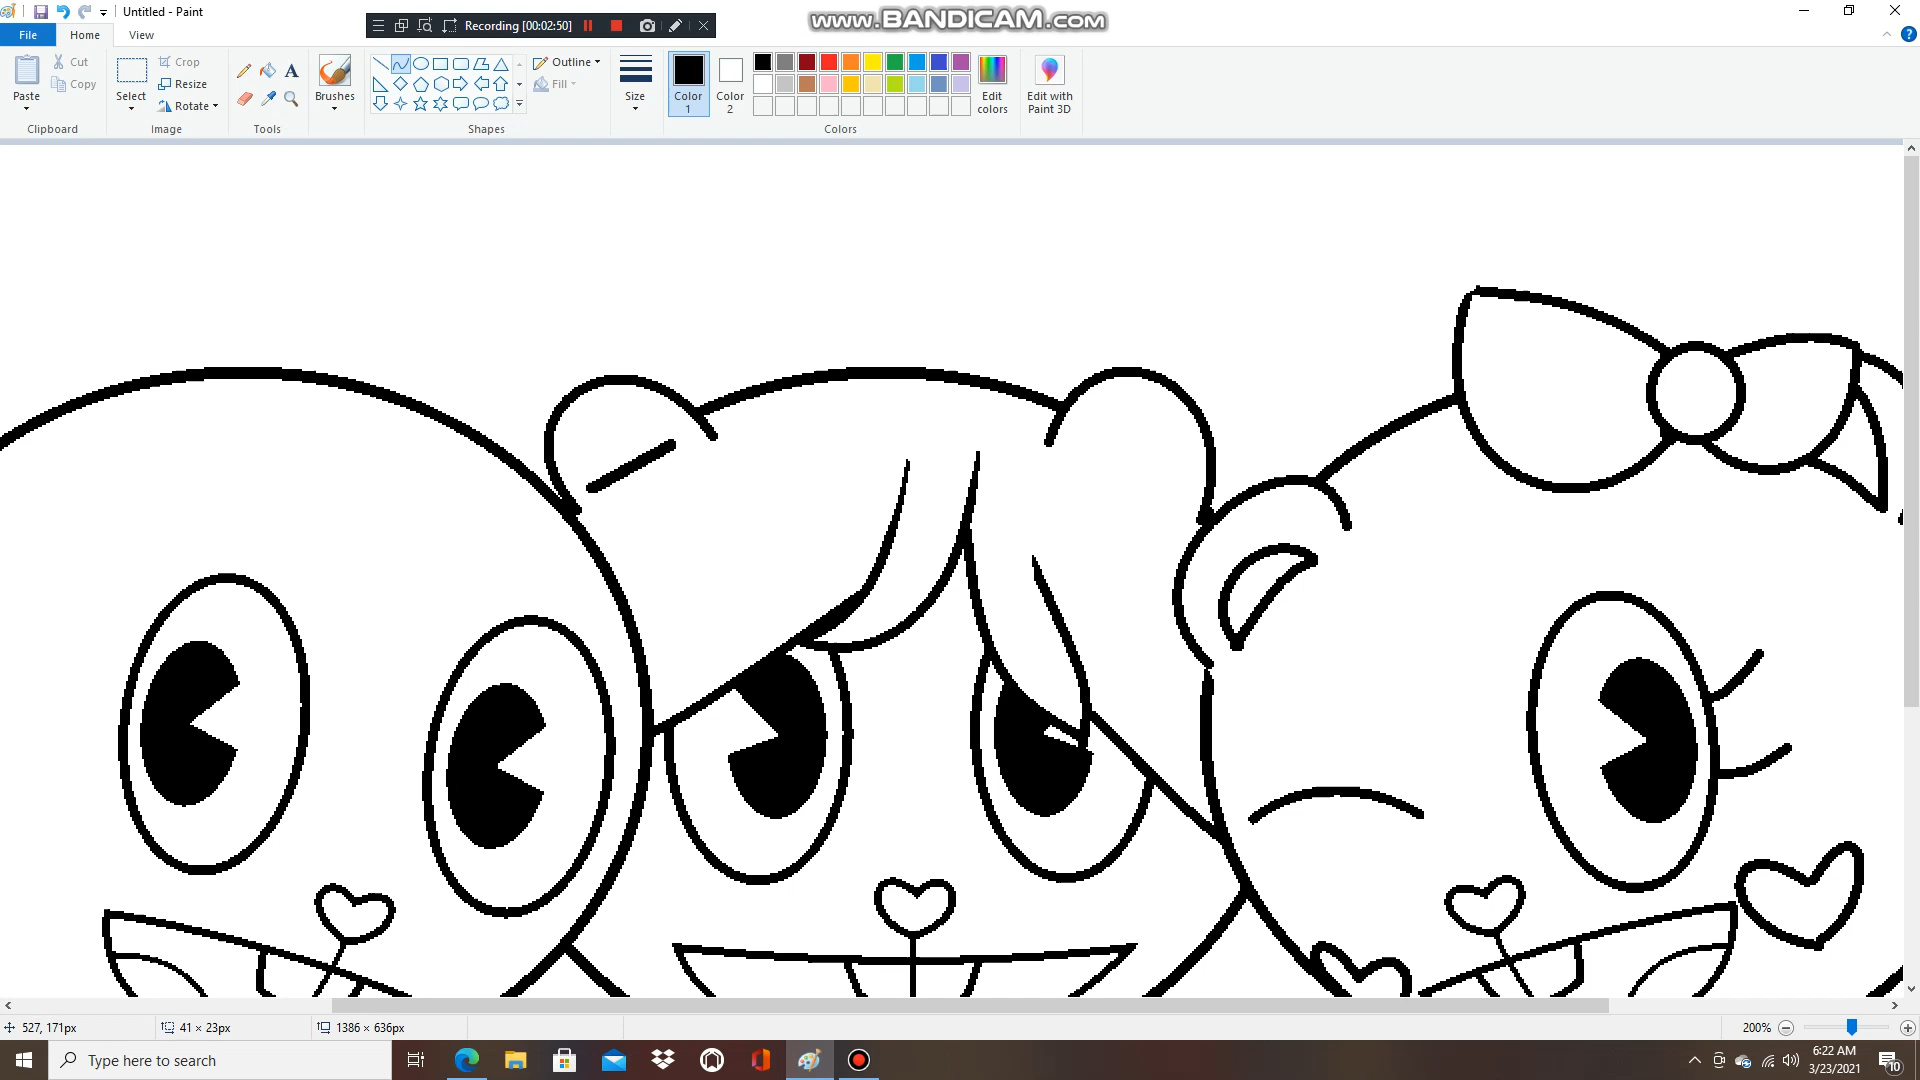 Untitled - Paint
Recording [00:02:50]
www.BANDICAM.com
File
Home
View
Paste
Cut
Copy
Clipboard
Select
Crop
Resize
Rotate
Image
Tools
Brushes
Shapes
Outline
Fill
Size
Color 1
Color 2
Colors
Edit colors
Edit with Paint 3D
527, 171px
41 × 23px
1386 × 636px
200%
Type here to search
6:22 AM
3/23/2021
10